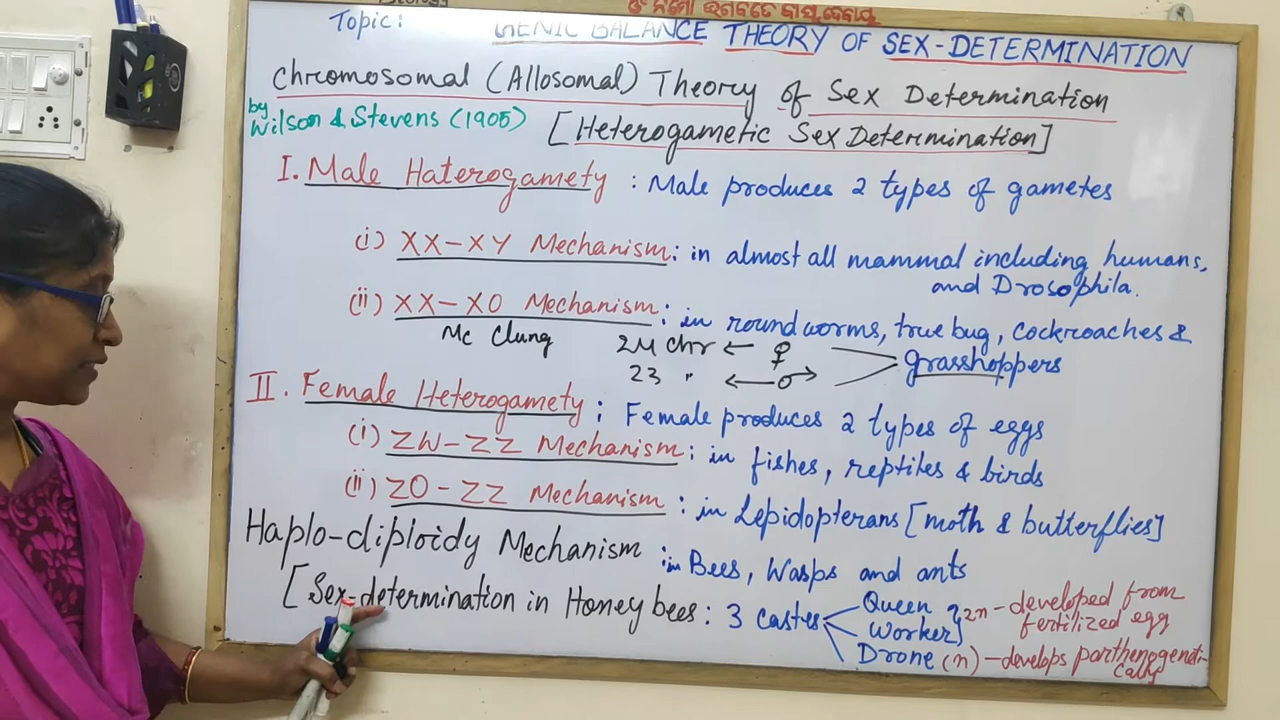 ଓଁ ନମୋ ଭଗବତେ ବାସୁଦେବାୟ
Topic: GENIC BALANCE THEORY OF SEX-DETERMINATION
Chromosomal (Allosomal) Theory of Sex Determination
by Wilson & Stevens (1905) [Heterogametic Sex Determination]
I. Male Haterogamety : Male produces 2 types of gametes
(i) XX-XY Mechanism: in almost all mammal including humans,
and Drosophila.
(ii) XX-XO Mechanism: in roundworms, true bug, cockroaches &
Mc Clung 24 chr ← ♀ grasshoppers
23 " ← ♂
II. Female Heterogamety : Female produces 2 types of eggs
(i) ZW-ZZ Mechanism : in fishes, reptiles & birds
(ii) ZO-ZZ Mechanism : in Lepidopterans [moth & butterflies]
Haplo-diploidy Mechanism : in Bees, Wasps and ants
[Sex-determination in Honey bees: 3 castes
Queen
Worker} 2n - developed from
fertilized egg
Drone (n) - develops parthenogeneti-
cally